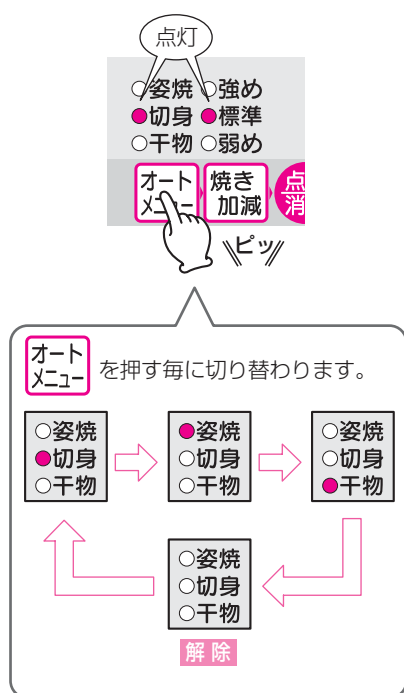 点灯
○姿焼 ○強め
●切身 ●標準
○干物 ○弱め
オート
メニュー
焼き
加減
点
消
ピッ
オート
メニュー
を押す毎に切り替わります。
○姿焼
●切身
○干物
●姿焼
○切身
○干物
○姿焼
○切身
●干物
○姿焼
○切身
○干物
解除